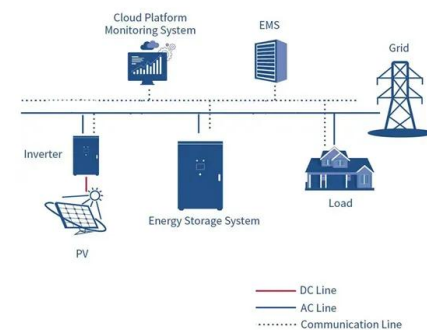 Cloud Platform
Monitoring System
EMS
Grid
Inverter
Energy Storage System
Load
PV
DC Line
AC Line
Communication Line